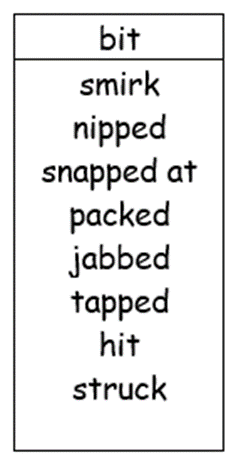 bit
smirk
nipped
snapped at
packed
jabbed
tapped
hit
struck